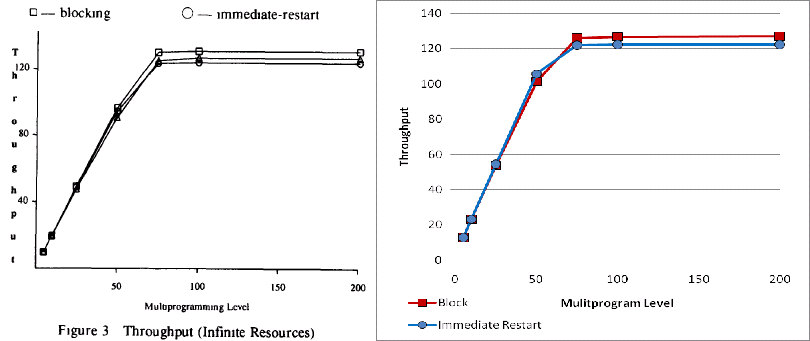 blocking immediate-restart
Throughput
120
80
40
50 100 150 200
Multiprogramming Level
Figure 3 Throughput (Infinite Resources)
140
120
100
80
60
40
20
0
Throughput
0 50 100 150 200
Mulitprogram Level
Block
Immediate Restart